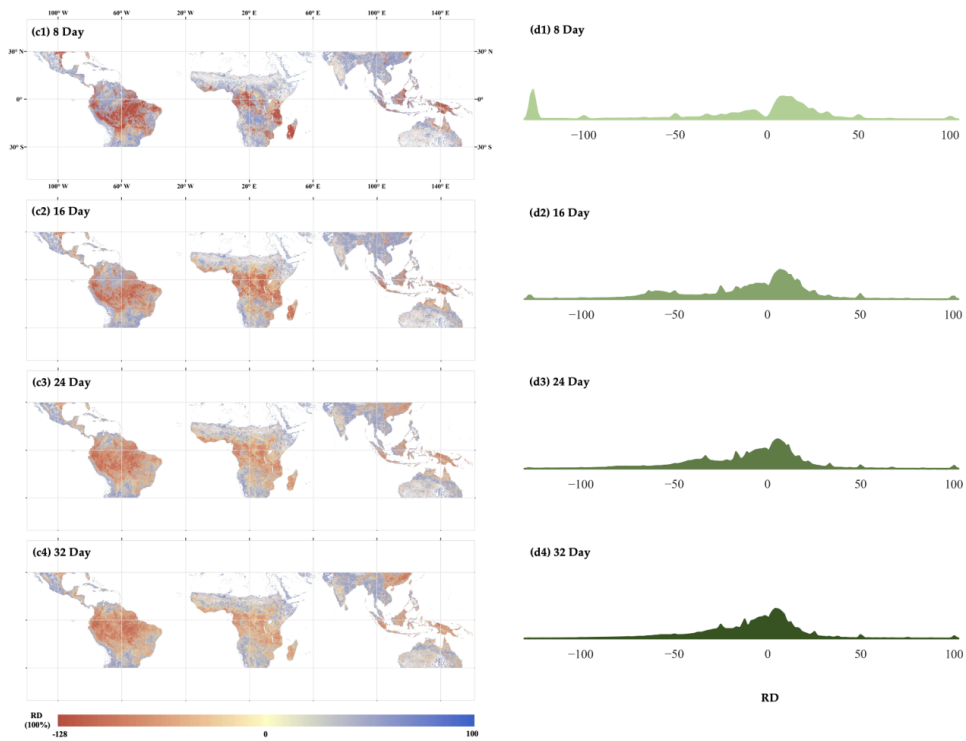 100° W 60° W 20° W 20° E 60° E 100° E 140° E
(c1) 8 Day
30° N 30° N
0° 0°
30° S 30° S
100° W 60° W 20° W 20° E 60° E 100° E 140° E
(d1) 8 Day
−100 −50 0 50 100
(c2) 16 Day
(d2) 16 Day
−100 −50 0 50 100
(c3) 24 Day
(d3) 24 Day
−100 −50 0 50 100
(c4) 32 Day
(d4) 32 Day
−100 −50 0 50 100
RD
RD
(100%)
-128 0 100